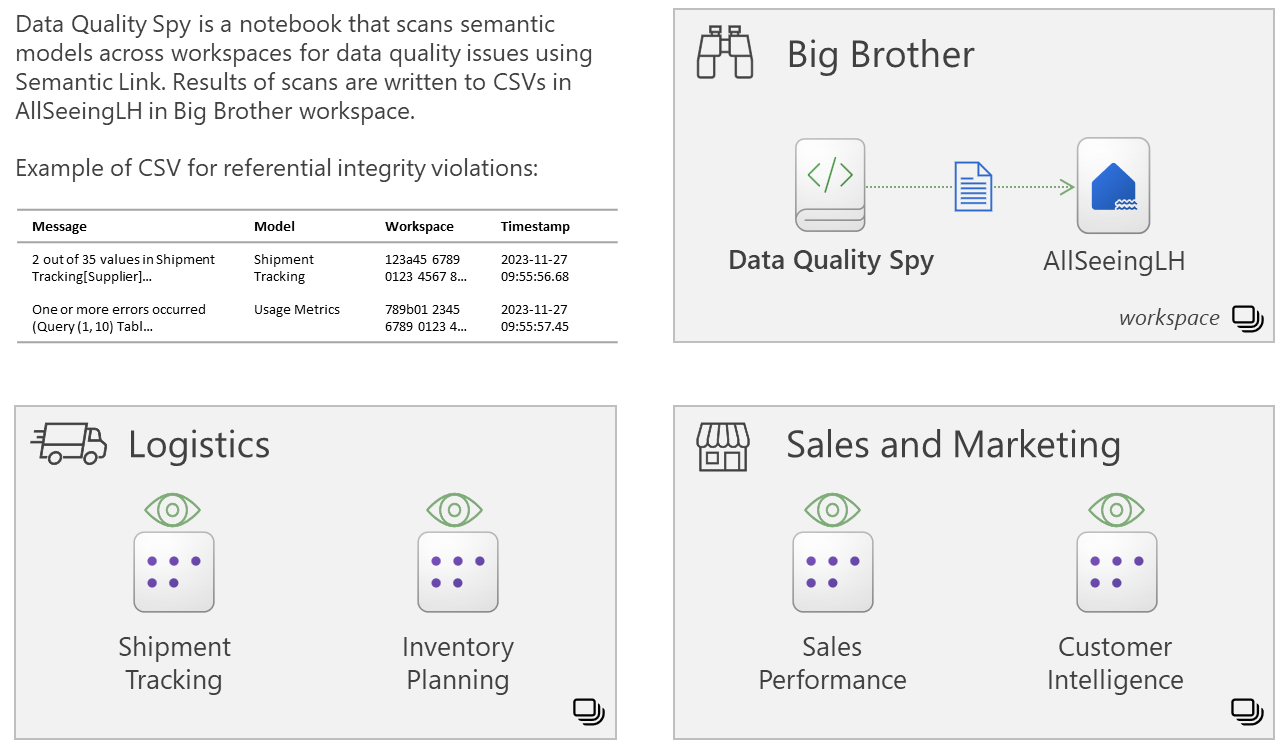 Data Quality Spy is a notebook that scans semantic
models across workspaces for data quality issues using
Semantic Link. Results of scans are written to CSVs in
AllSeeingLH in Big Brother workspace.
Example of CSV for referential integrity violations:
Message Model Workspace Timestamp
2 out of 35 values in Shipment Shipment 123a45 6789 2023-11-27
Tracking[Supplier]... Tracking 0123 4567 8... 09:55:56.68
One or more errors occurred Usage Metrics 789b01 2345 2023-11-27
(Query (1, 10) Tabl... 6789 0123 4... 09:55:57.45
Big Brother
</>
Data Quality Spy AllSeeingLH
workspace
Logistics
Shipment Inventory
Tracking Planning
Sales and Marketing
Sales Customer
Performance Intelligence